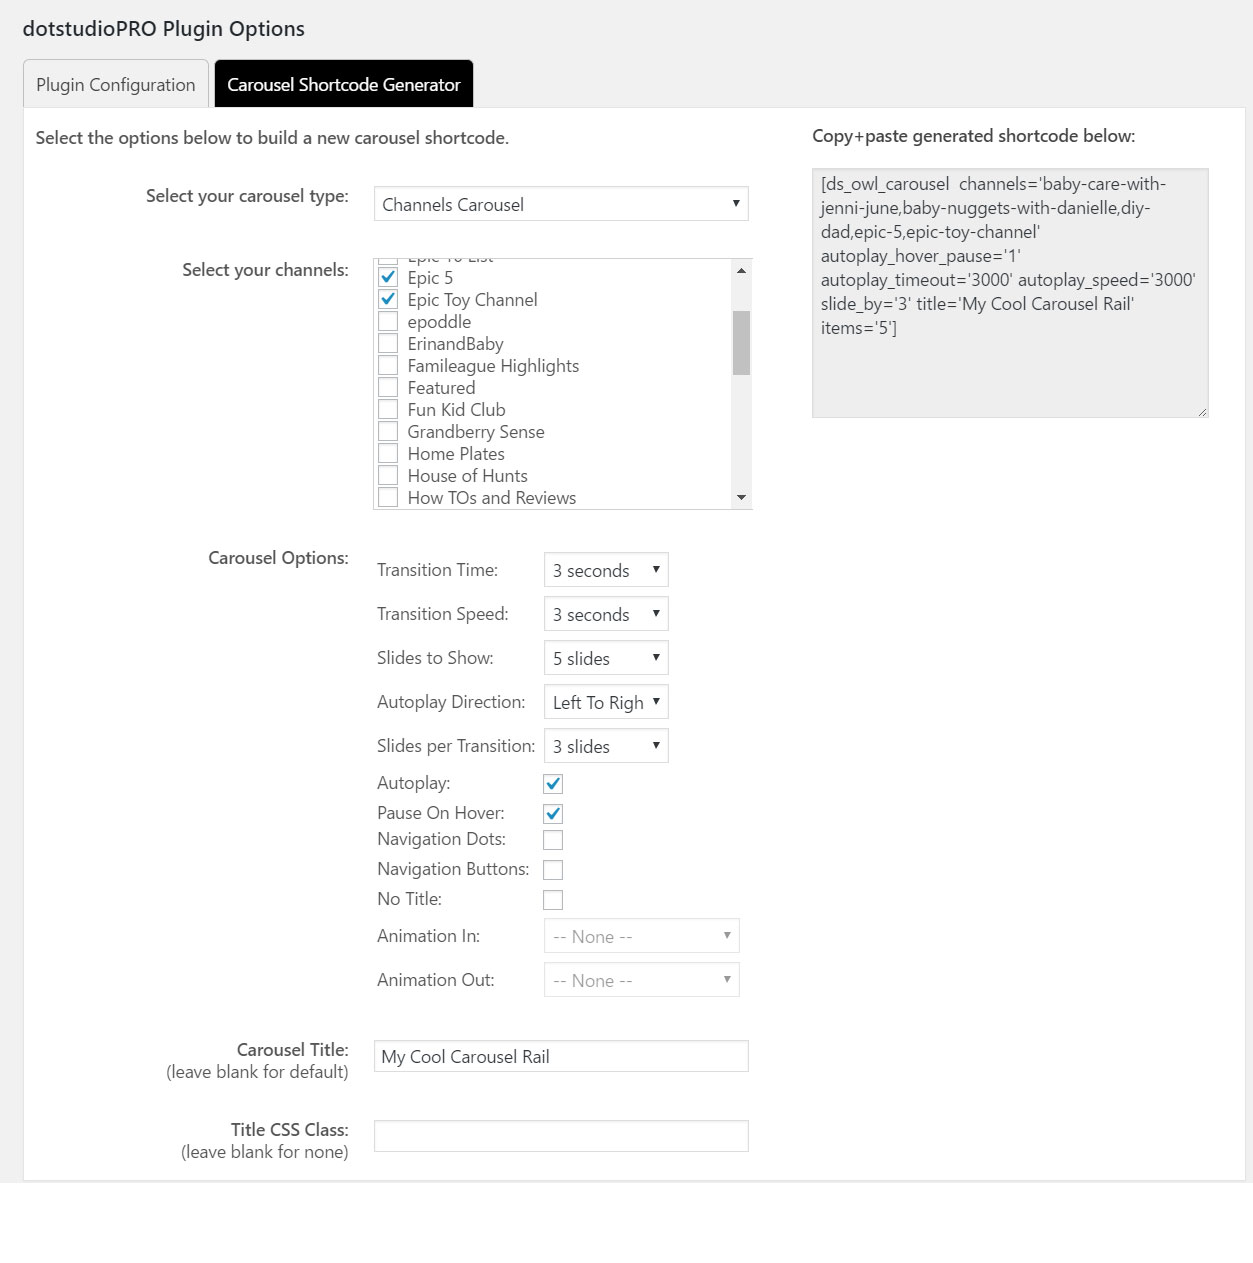 dotstudioPRO Plugin Options
Plugin Configuration
Carousel Shortcode Generator
Select the options below to build a new carousel shortcode.
Select your carousel type:
Channels Carousel
Select your channels:
Epic 5
Epic Toy Channel
epoddle
ErinandBaby
Famileague Highlights
Featured
Fun Kid Club
Grandberry Sense
Home Plates
House of Hunts
How TOs and Reviews
Carousel Options:
Transition Time:
3 seconds
Transition Speed:
3 seconds
Slides to Show:
5 slides
Autoplay Direction:
Left To Righ
Slides per Transition:
3 slides
Autoplay:
Pause On Hover:
Navigation Dots:
Navigation Buttons:
No Title:
Animation In:
-- None --
Animation Out:
-- None --
Carousel Title:
(leave blank for default)
My Cool Carousel Rail
Title CSS Class:
(leave blank for none)
Copy+paste generated shortcode below:
[ds_owl_carousel  channels='baby-care-with-
jenni-june,baby-nuggets-with-danielle,diy-
dad,epic-5,epic-toy-channel'
autoplay_hover_pause='1'
autoplay_timeout='3000' autoplay_speed='3000'
slide_by='3' title='My Cool Carousel Rail'
items='5']